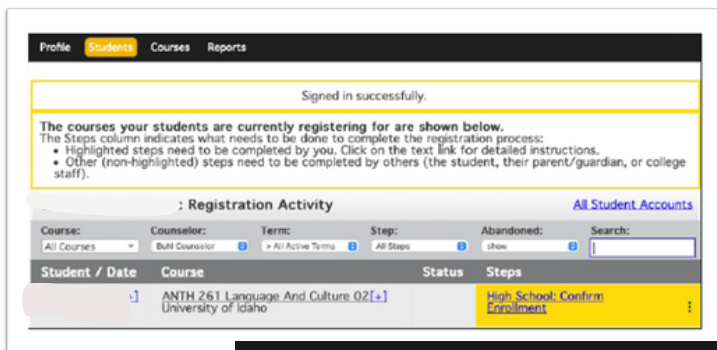 Profile Students Courses Reports
Signed in successfully.
The courses your students are currently registering for are shown below.
The Steps column indicates what needs to be done to complete the registration process:
• Highlighted steps need to be completed by you. Click on the text link for detailed instructions.
• Other (non-highlighted) steps need to be completed by others (the student, their parent/guardian, or college
staff).
: Registration Activity All Student Accounts
Course: Counselor: Term: Step: Abandoned: Search:
All Courses Buhl Counselor > All Active Terms All Steps show
Student / Date Course Status Steps
] ANTH 261 Language And Culture 02[+] High School: Confirm
University of Idaho Enrollment